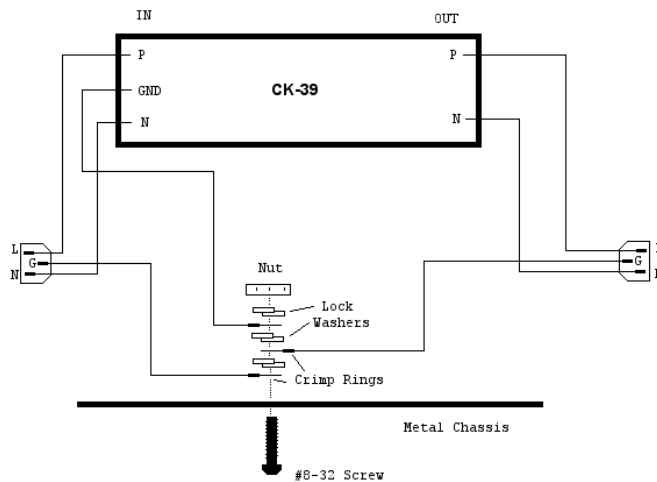 IN
OUT
P
P
GND
CK-39
N
N
L
G
N
G
Nut
Lock
Washers
Crimp Rings
Metal Chassis
#8-32 Screw